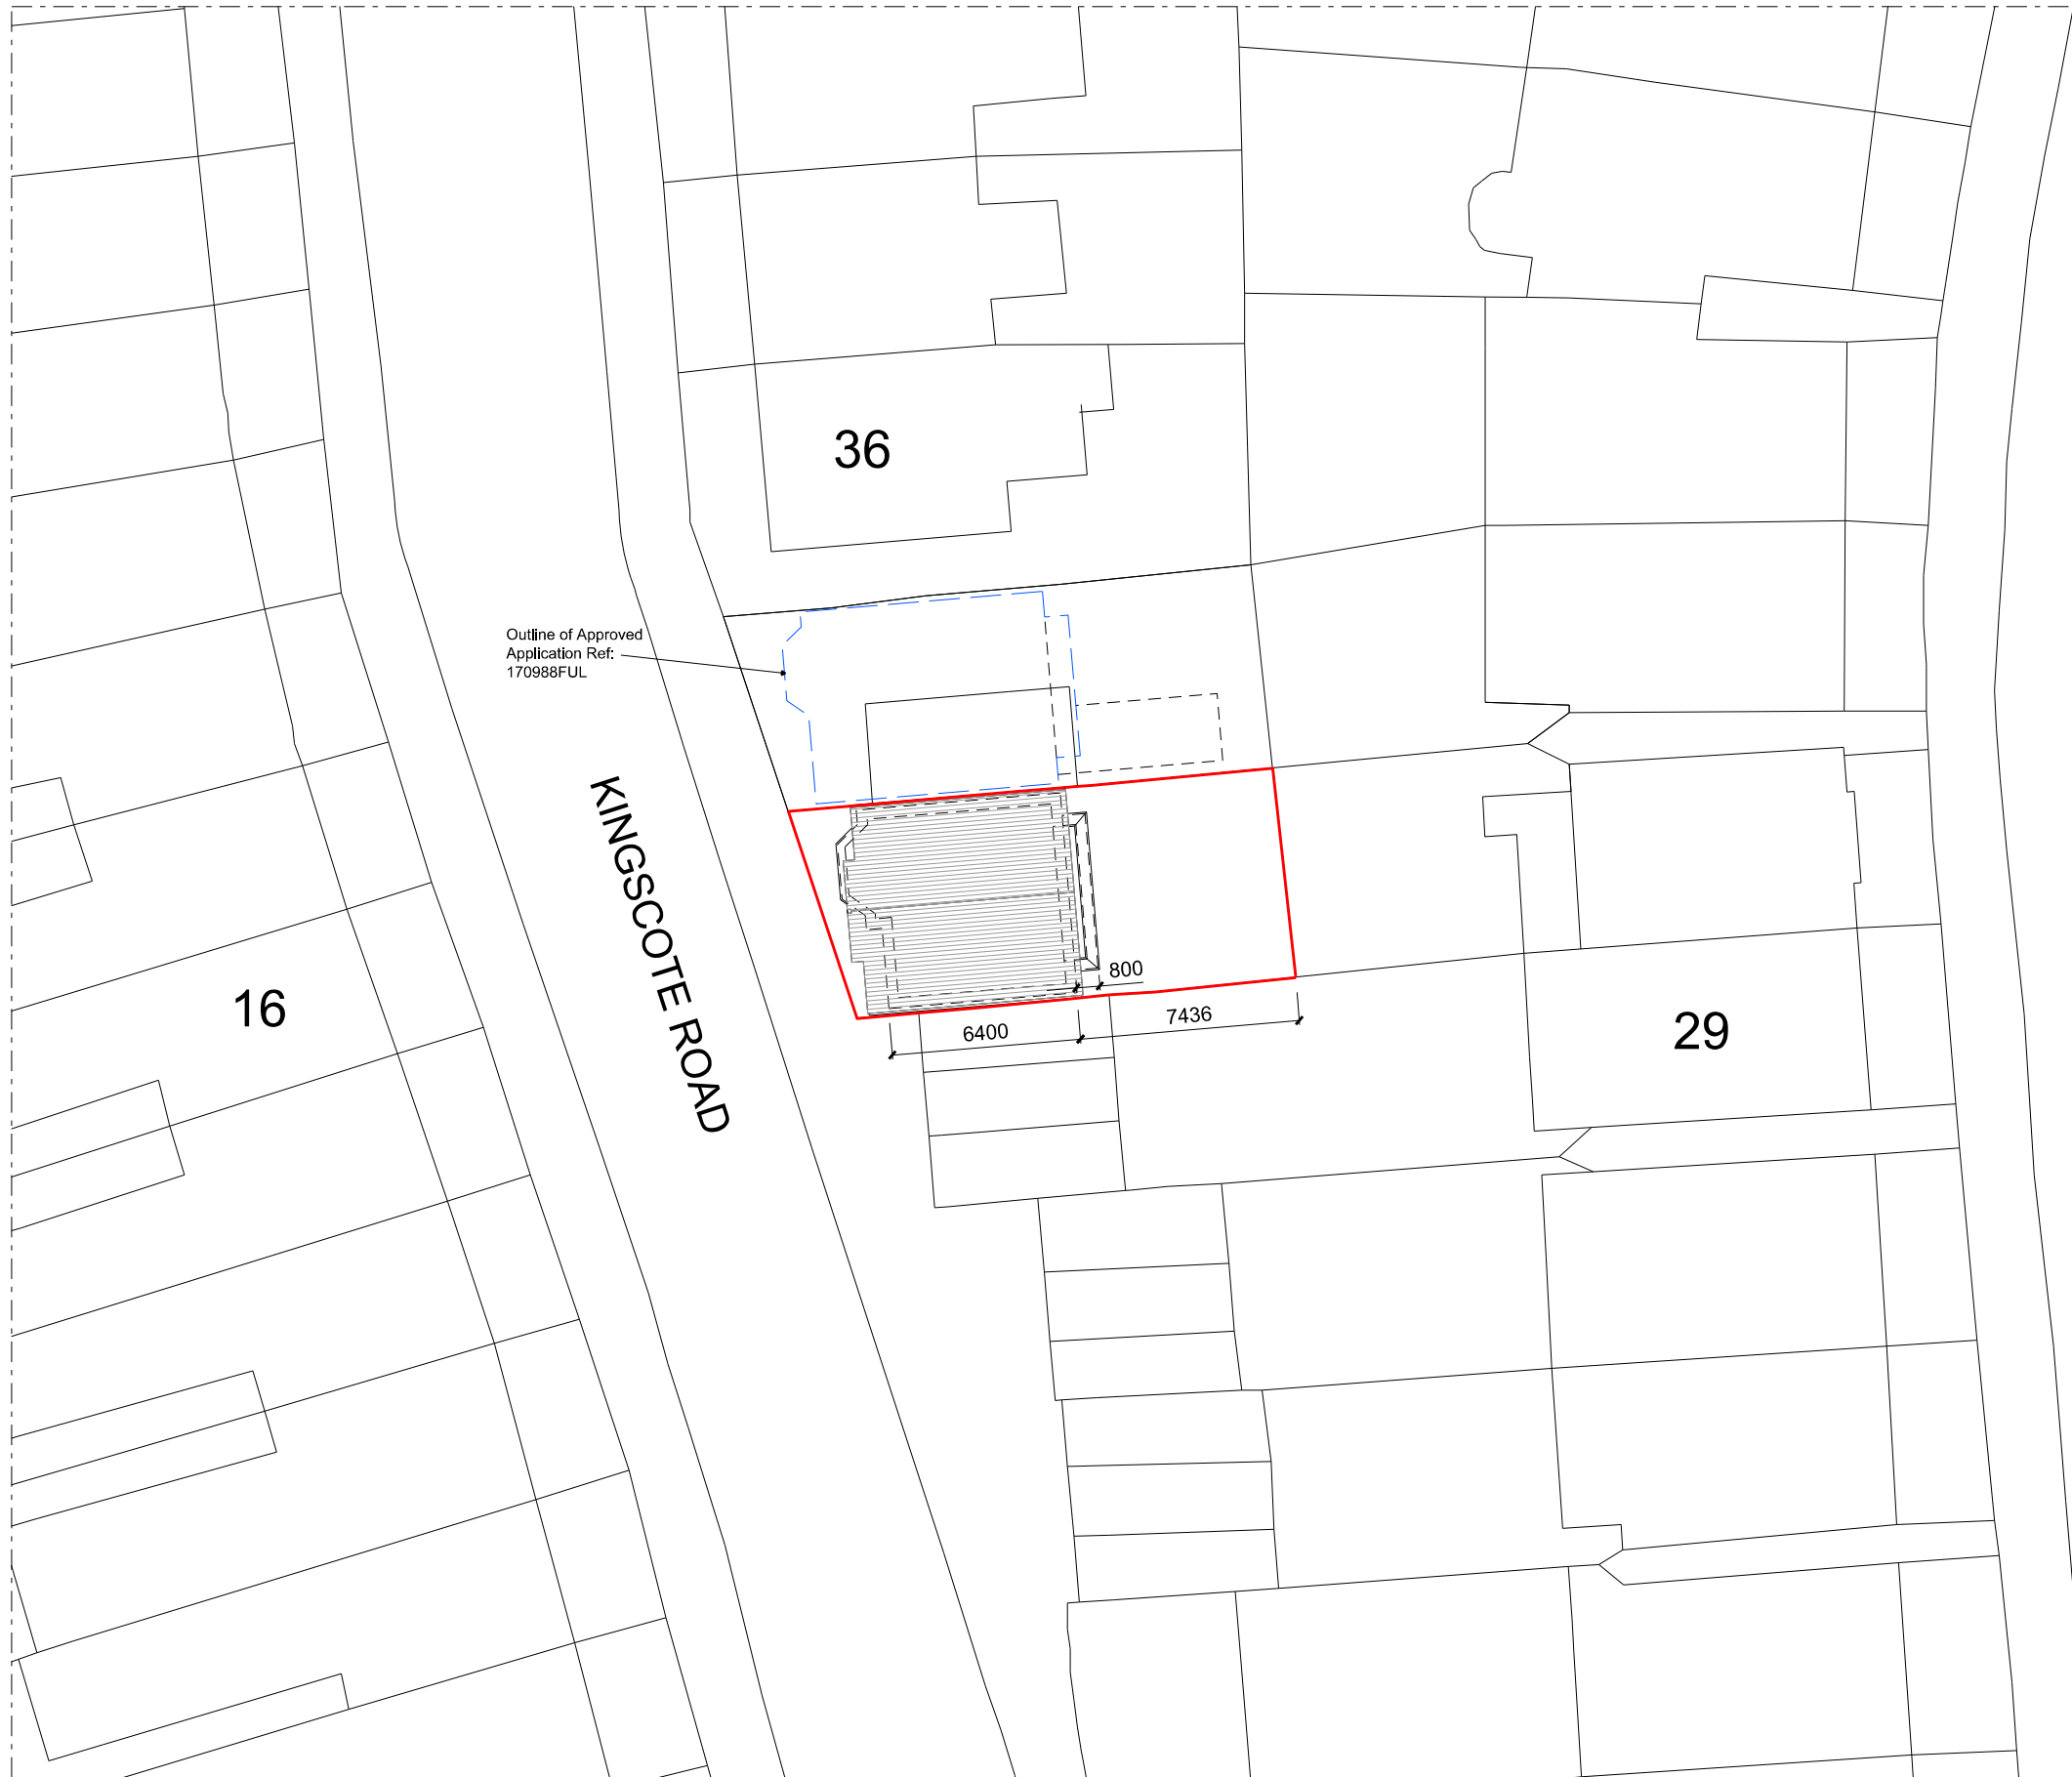 36
Outline of Approved
Application Ref:
170988FUL
KINGSCOTE ROAD
800
7436
6400
16
29